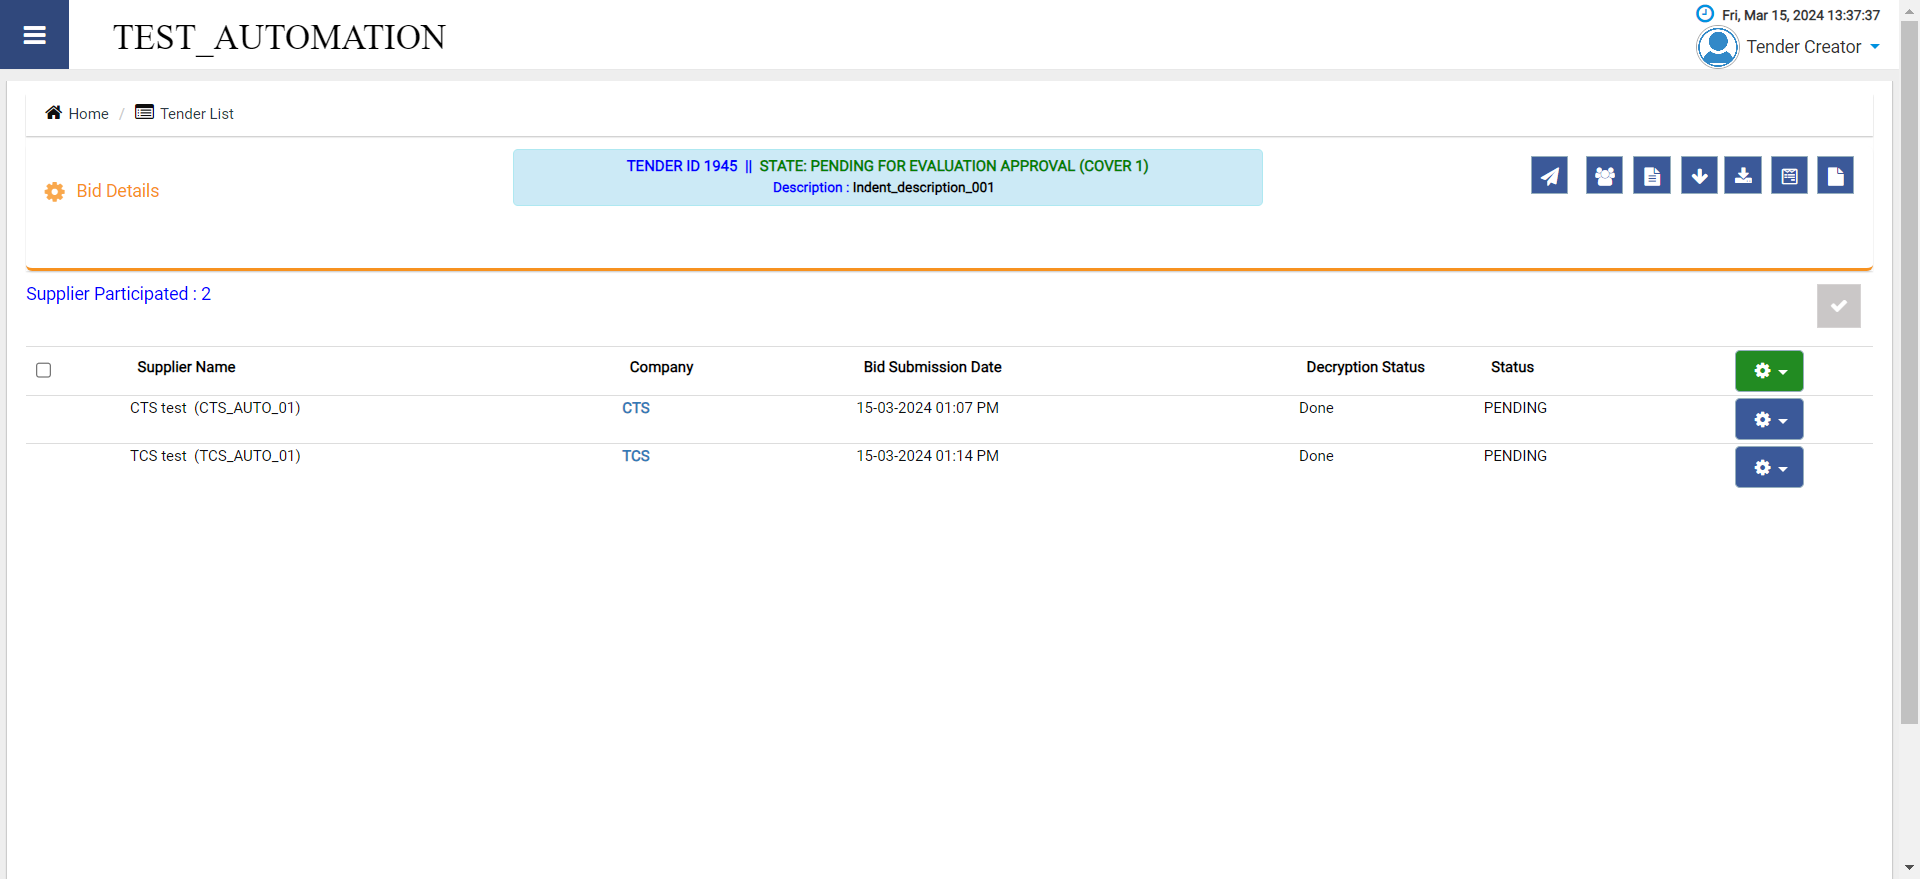 TEST_AUTOMATION
Fri, Mar 15, 2024 13:37:37
Tender Creator
Home / Tender List
Bid Details
TENDER ID 1945 || STATE: PENDING FOR EVALUATION APPROVAL (COVER 1)
Description : Indent_description_001
Supplier Participated : 2
Supplier Name Company Bid Submission Date Decryption Status Status
CTS test (CTS_AUTO_01) CTS 15-03-2024 01:07 PM Done PENDING
TCS test (TCS_AUTO_01) TCS 15-03-2024 01:14 PM Done PENDING